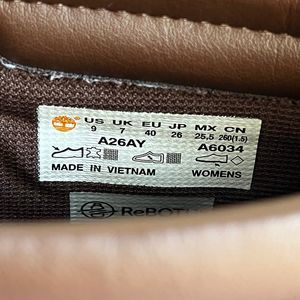 US UK EU JP MX CN
9 7 40 26 25,5 260(1.5)
A26AY A6034
MADE IN VIETNAM WOMENS
ReBOTL